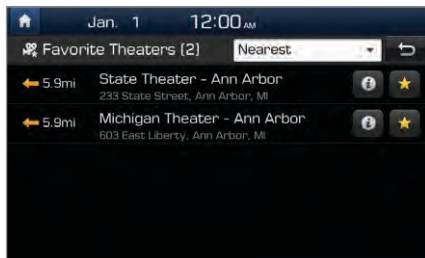 Jan. 1 12:00 AM
Favorite Theaters (2) Nearest
5.9mi State Theater - Ann Arbor
233 State Street, Ann Arbor, MI
5.9mi Michigan Theater - Ann Arbor
603 East Liberty, Ann Arbor, MI